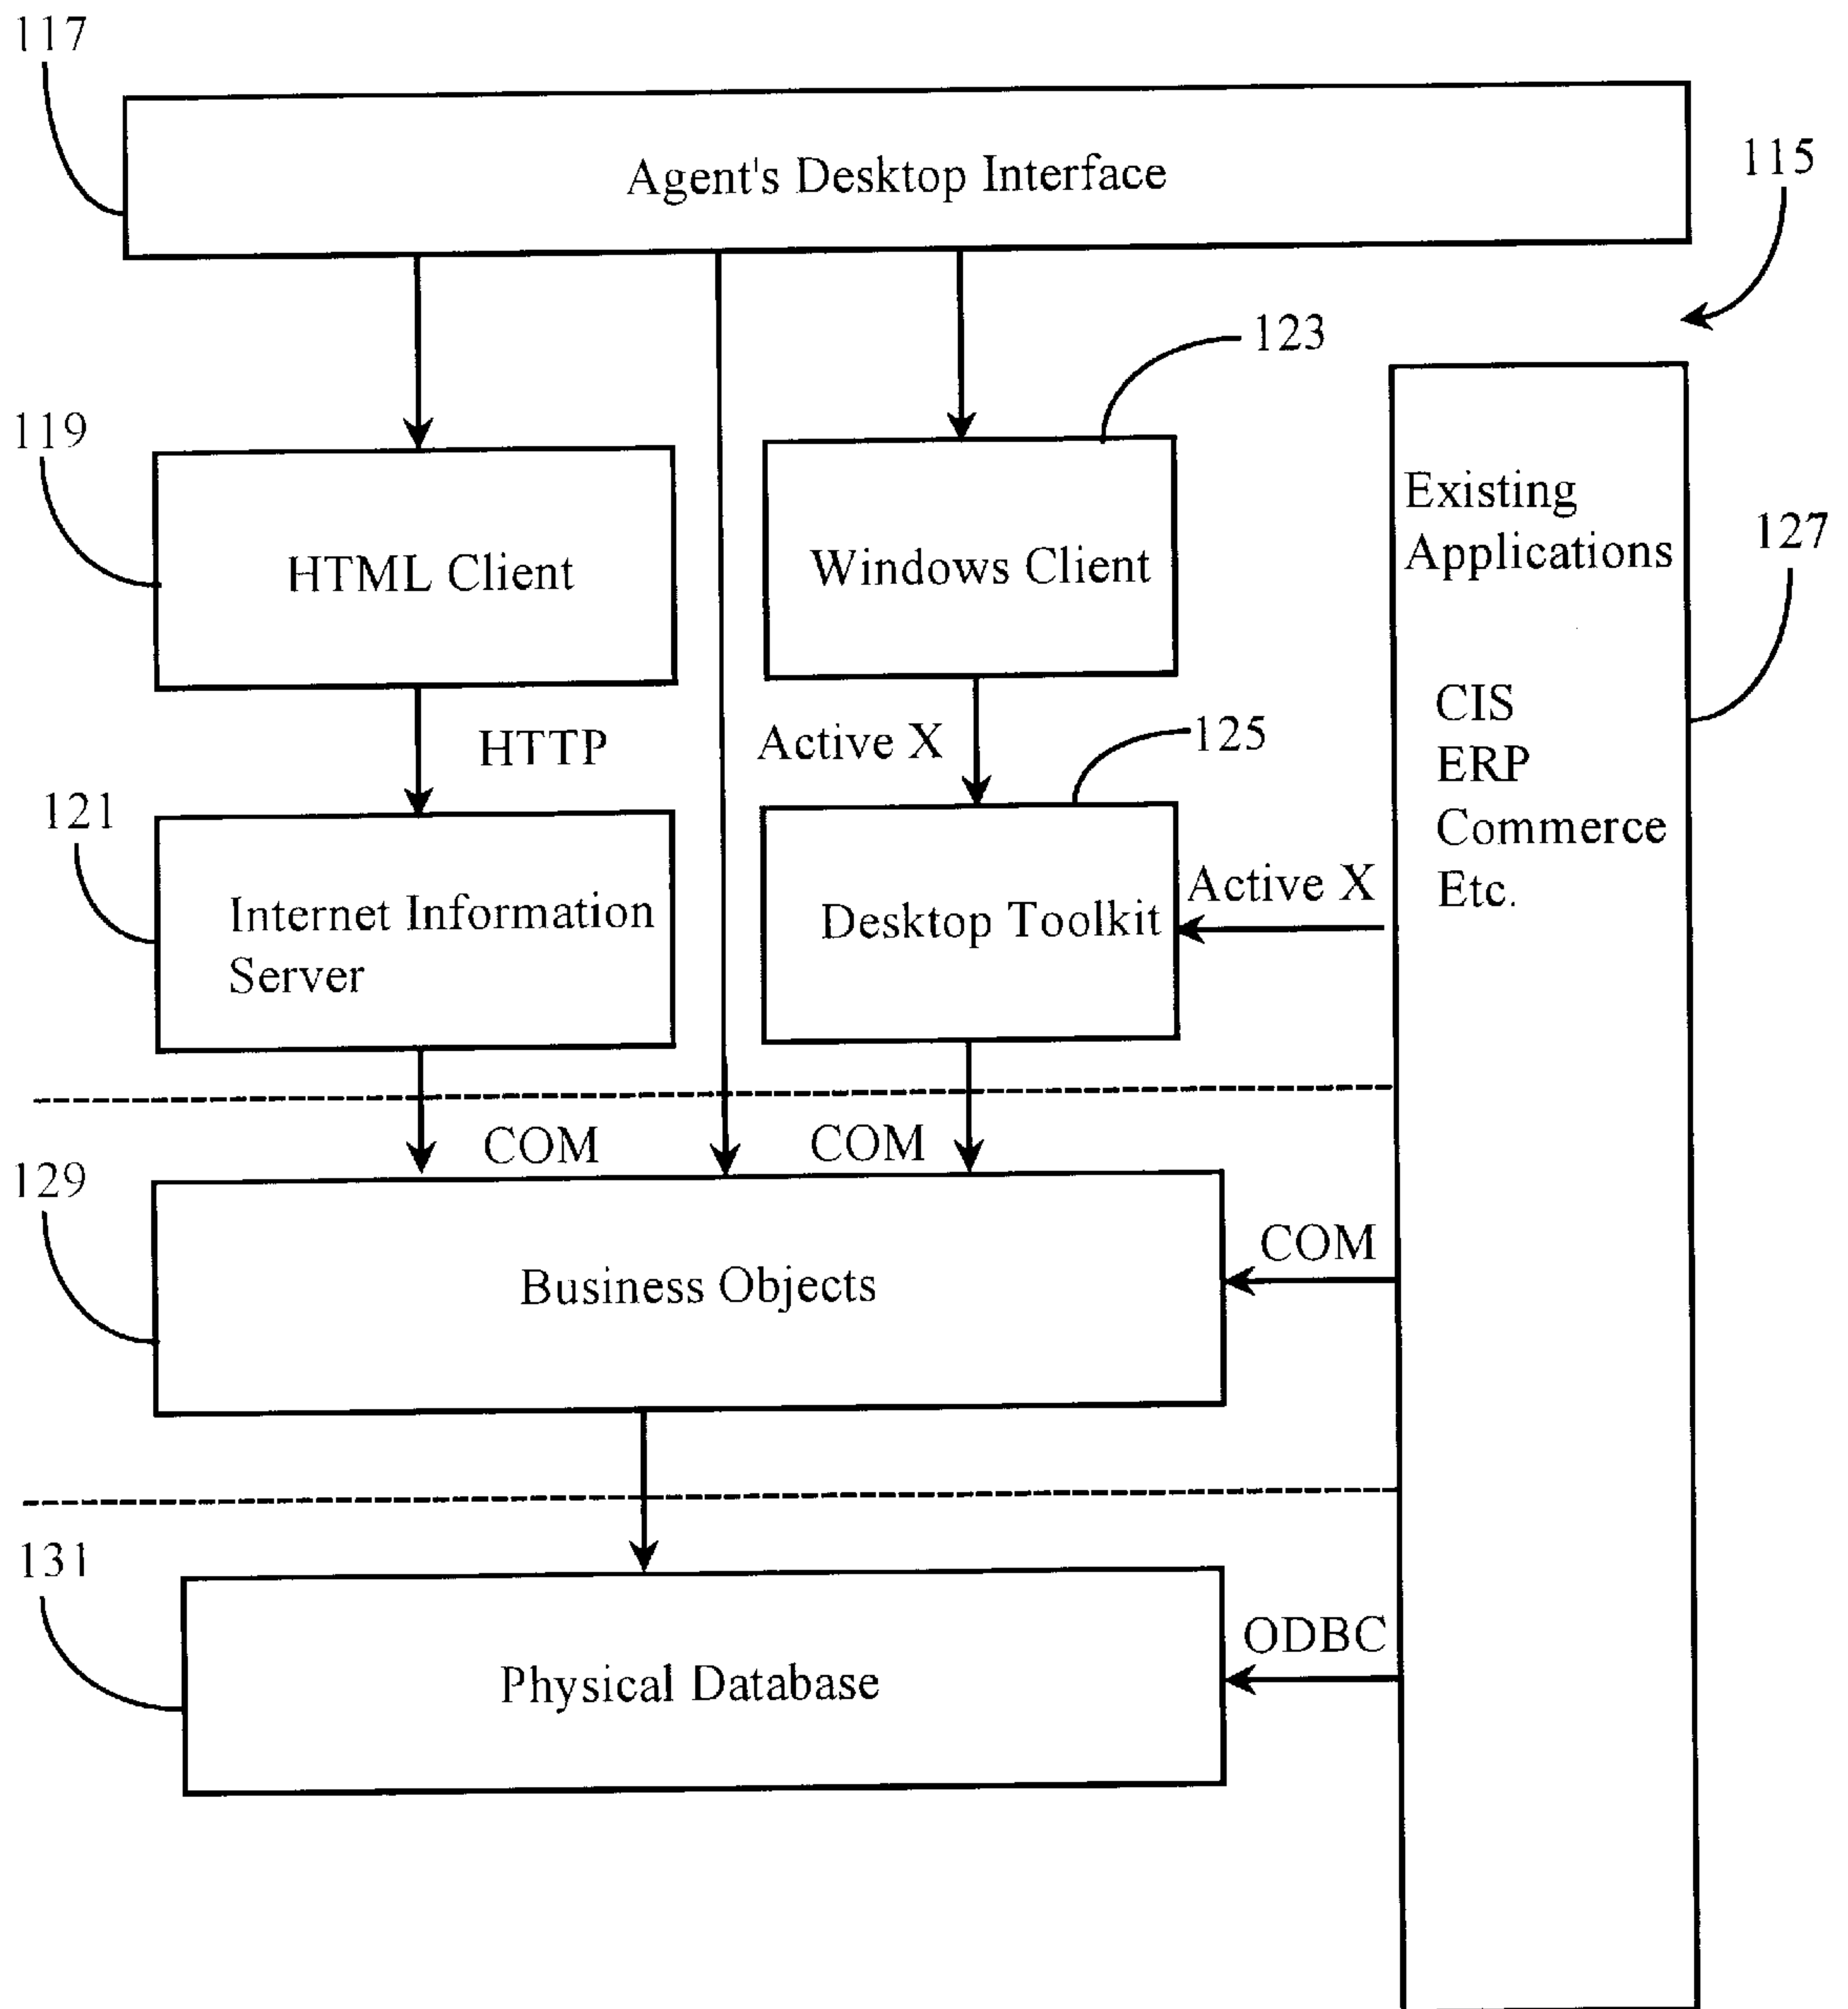 117
Agent's Desktop Interface
115
123
119
HTML Client
Windows Client
Existing
Applications
127
CIS
ERP
Commerce
Etc.
HTTP
Active X
125
121
Internet Information
Server
Desktop Toolkit
Active X
COM
COM
129
Business Objects
COM
131
Physical Database
ODBC